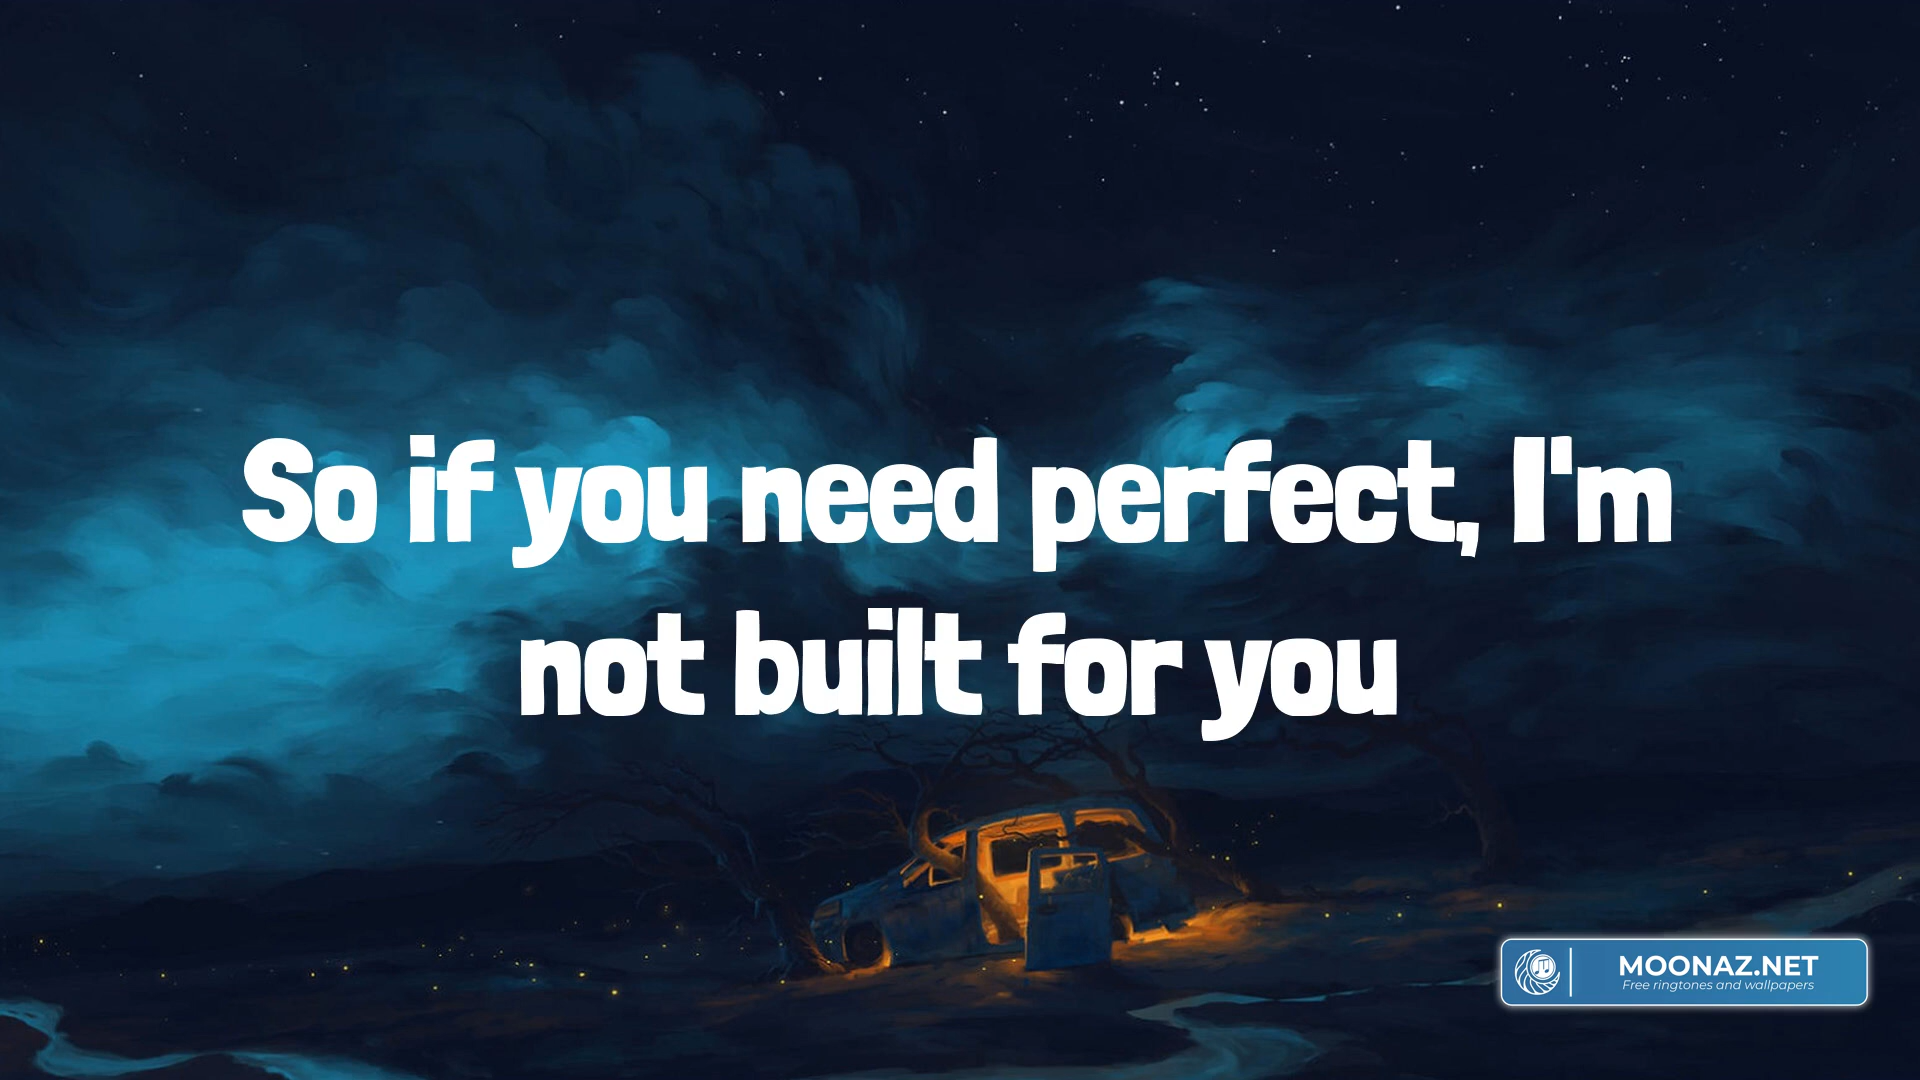 So if you need perfect, I'm
not built for you
MOONAZ.NET
Free ringtones and wallpapers